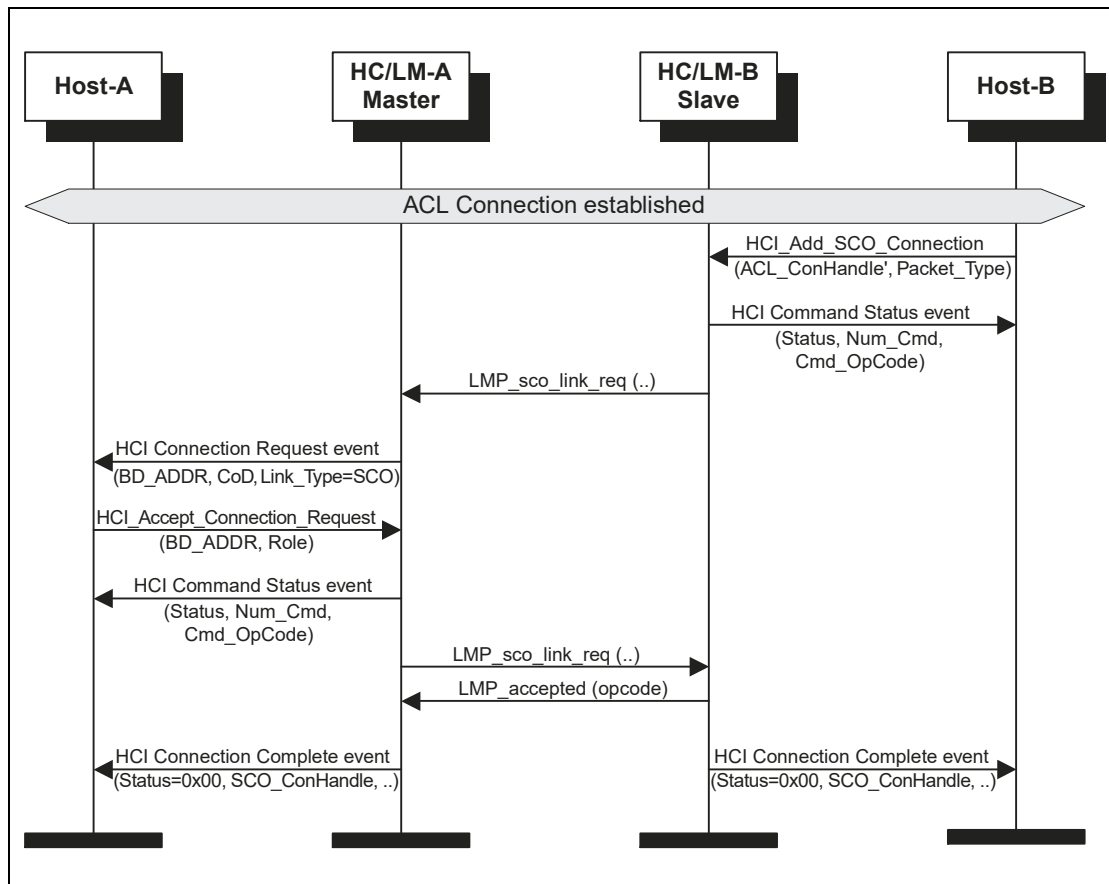 Host-A
HC/LM-A
Master
HC/LM-B
Slave
Host-B
ACL Connection established
HCI_Add_SCO_Connection
(ACL_ConHandle', Packet_Type)
HCI Command Status event
(Status, Num_Cmd,
Cmd_OpCode)
LMP_sco_link_req (..)
HCI Connection Request event
(BD_ADDR, CoD, Link_Type=SCO)
HCI_Accept_Connection_Request
(BD_ADDR, Role)
HCI Command Status event
(Status, Num_Cmd,
Cmd_OpCode)
LMP_sco_link_req (..)
LMP_accepted (opcode)
HCI Connection Complete event
(Status=0x00, SCO_ConHandle, ..)
HCI Connection Complete event
(Status=0x00, SCO_ConHandle, ..)